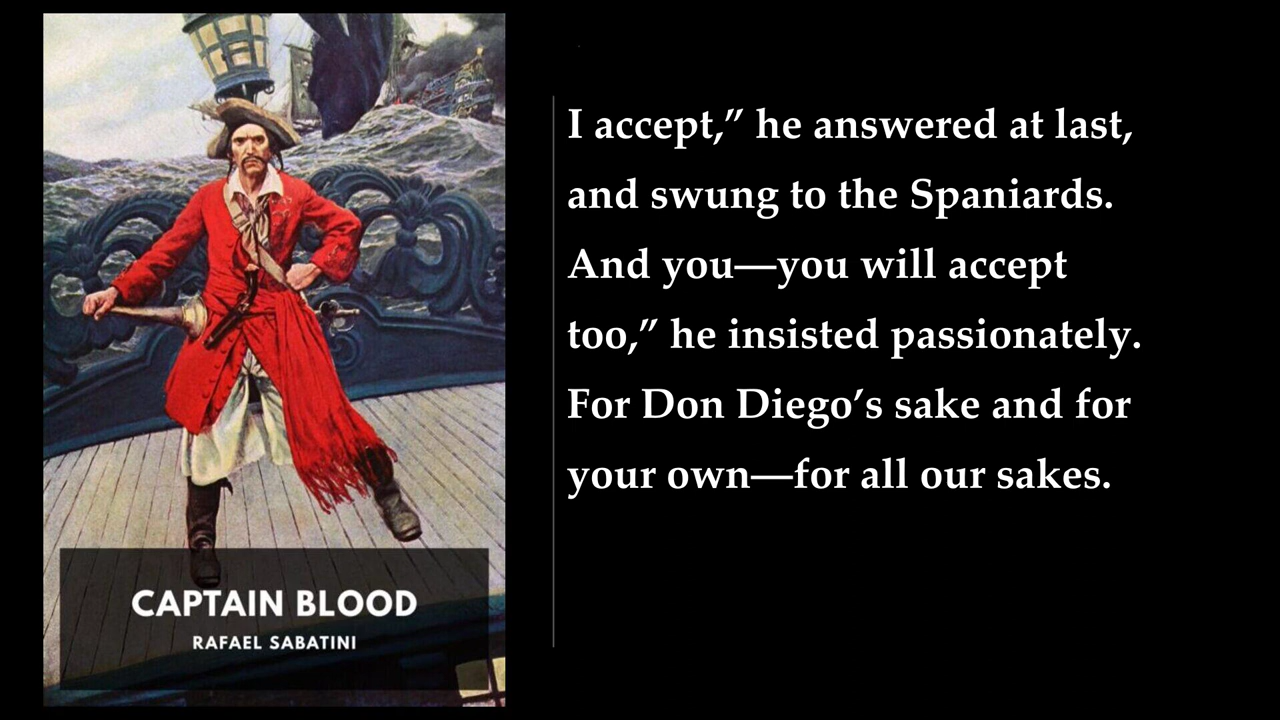 CAPTAIN BLOOD
RAFAEL SABATINI
I accept,” he answered at last,
and swung to the Spaniards.
And you—you will accept
too,” he insisted passionately.
For Don Diego’s sake and for
your own—for all our sakes.